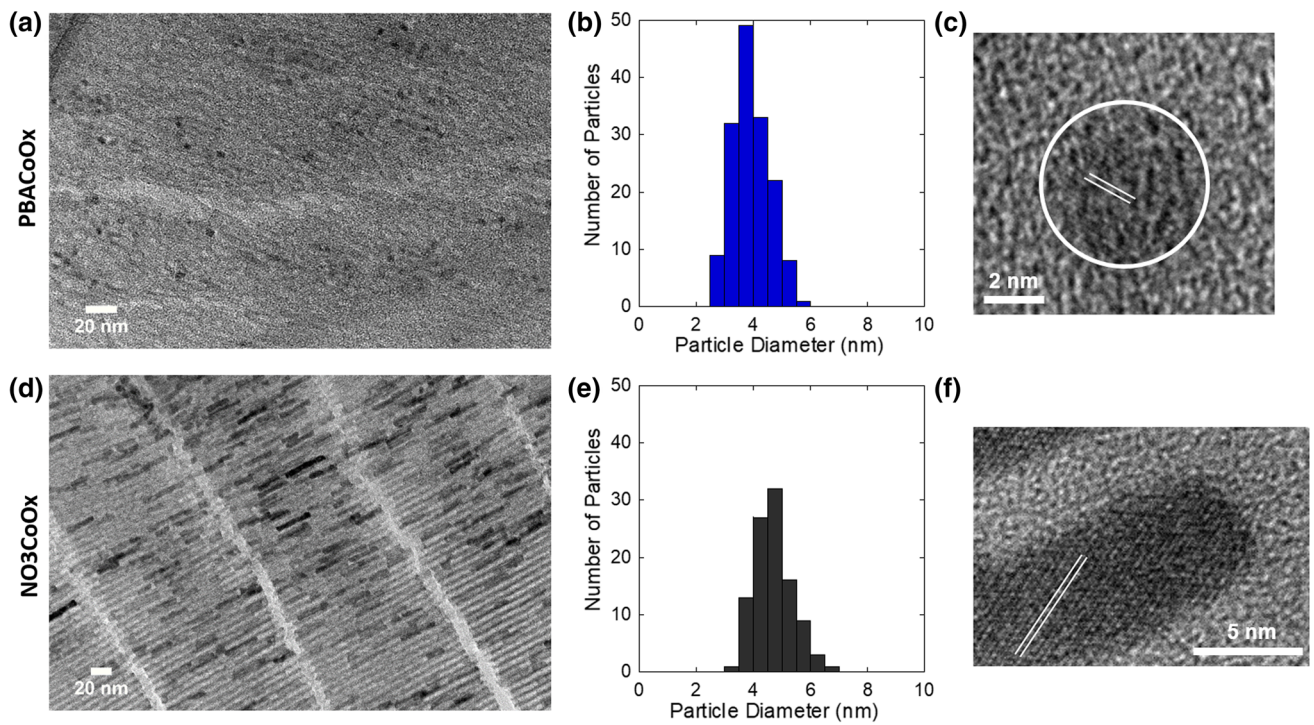 (a)
PBACoOx
20 nm
(b)
50
40
30
20
10
0
Number of Particles
0 2 4 6 8 10
Particle Diameter (nm)
(c)
2 nm
(d)
NO3CoOx
20 nm
(e)
50
40
30
20
10
0
Number of Particles
0 2 4 6 8 10
Particle Diameter (nm)
(f)
5 nm